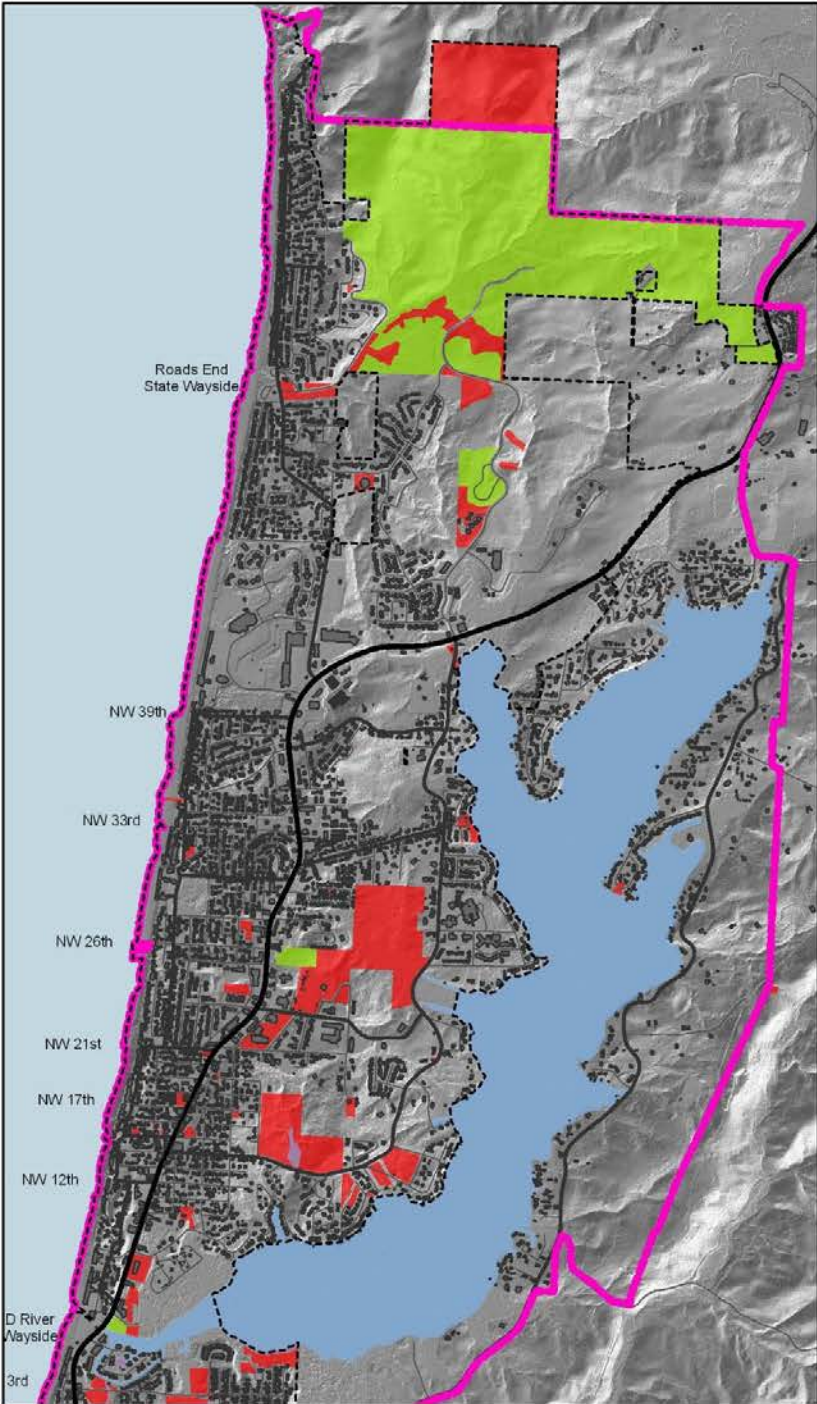 Roads End
State Wayside
NW 39th
NW 33rd
NW 26th
NW 21st
NW 17th
NW 12th
D River
Wayside
3rd